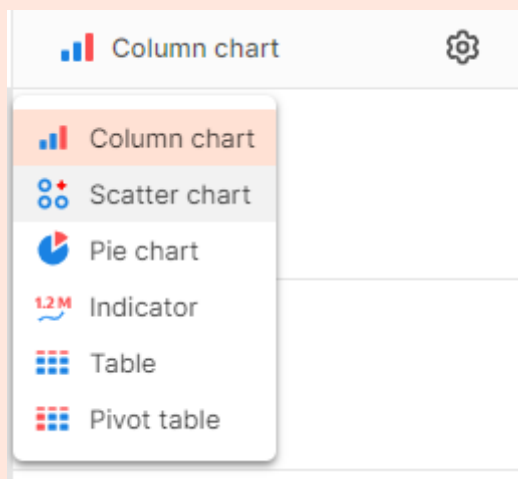 Column chart
Column chart
Scatter chart
Pie chart
1.2 M Indicator
Table
Pivot table